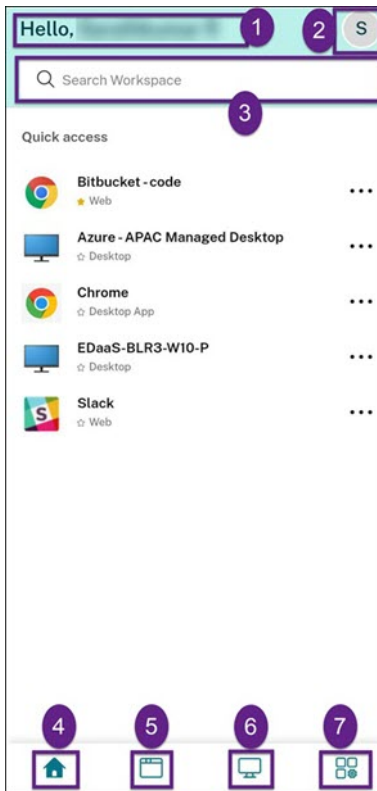 Hello,
1
2
S
Search Workspace
3
Quick access
Bitbucket - code
Web
Azure - APAC Managed Desktop
Desktop
Chrome
Desktop App
EDaaS-BLR3-W10-P
Desktop
S
Slack
Web
4
5
6
7